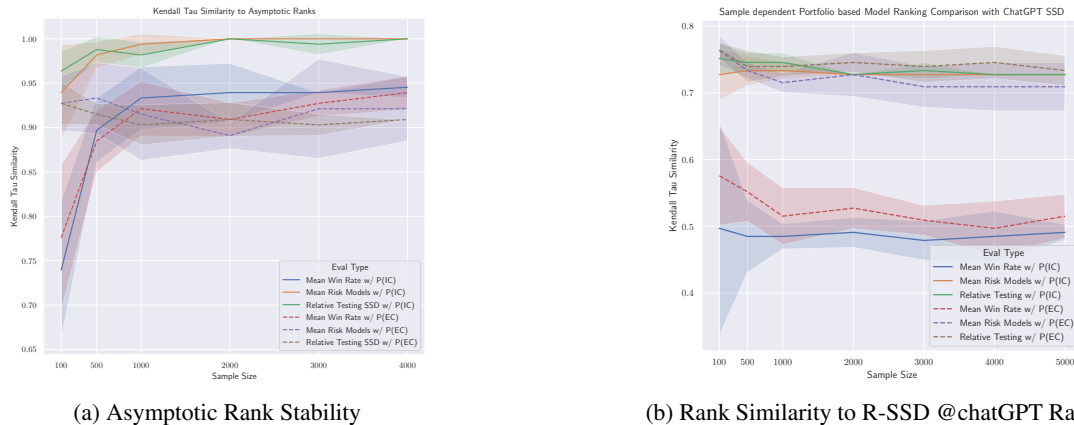 Kendall Tau Similarity to Asymptotic Ranks
1.00
0.95
0.90
0.85
0.80
0.75
0.70
0.65
Kendall Tau Similarity
Eval Type
Mean Win Rate w/ P(IC)
Mean Risk Models w/ P(IC)
Relative Testing SSD w/ P(IC)
Mean Win Rate w/ P(EC)
Mean Risk Models w/ P(EC)
Relative Testing SSD w/ P(EC)
100 500 1000 2000 3000 4000
Sample Size
(a) Asymptotic Rank Stability
Sample dependent Portfolio based Model Ranking Comparison with ChatGPT SSD
0.8
0.7
0.6
0.5
0.4
Kendall Tau Similarity
Eval Type
Mean Win Rate w/ P(IC)
Mean Risk Models w/ P(IC)
Relative Testing w/ P(IC)
Mean Win Rate w/ P(EC)
Mean Risk Models w/ P(EC)
Relative Testing w/ P(EC)
100 500 1000 2000 3000 4000 5000
Sample Size
(b) Rank Similarity to R-SSD @chatGPT Ra